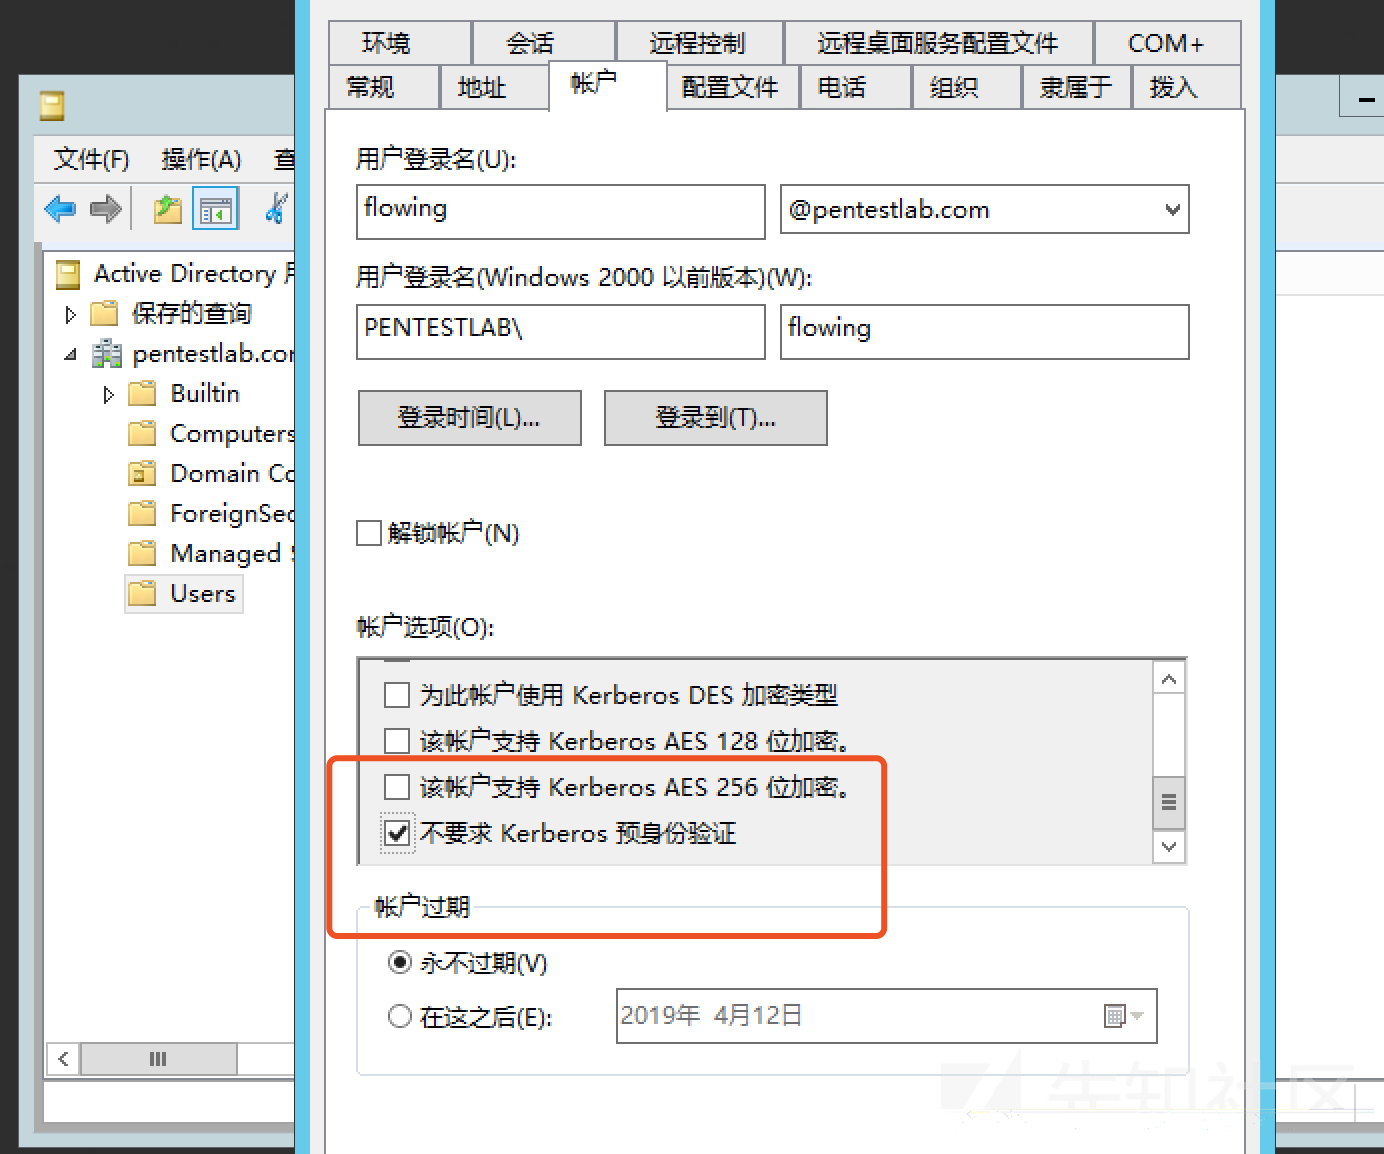 环境 会话 远程控制 远程桌面服务配置文件 COM+
常规 地址 帐户 配置文件 电话 组织 隶属于 拨入
文件(F) 操作(A) 查
用户登录名(U):
flowing @pentestlab.com
用户登录名(Windows 2000 以前版本)(W):
PENTESTLAB\ flowing
登录时间(L)... 登录到(T)...
解锁帐户(N)
帐户选项(O):
为此帐户使用 Kerberos DES 加密类型
该帐户支持 Kerberos AES 128 位加密。
该帐户支持 Kerberos AES 256 位加密。
不要求 Kerberos 预身份验证
帐户过期
永不过期(V)
在这之后(E): 2019年 4月12日
Active Directory 用
保存的查询
pentestlab.cor
Builtin
Computers
Domain Co
ForeignSec
Managed S
Users
先知社区